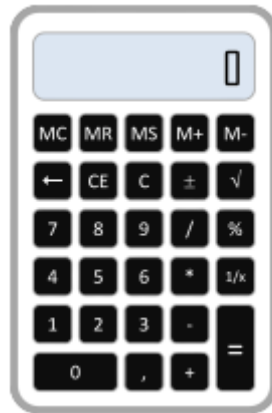 0
MC MR MS M+ M-
← CE C ± √
7 8 9 / %
4 5 6 * 1/x
1 2 3 - =
0 , +